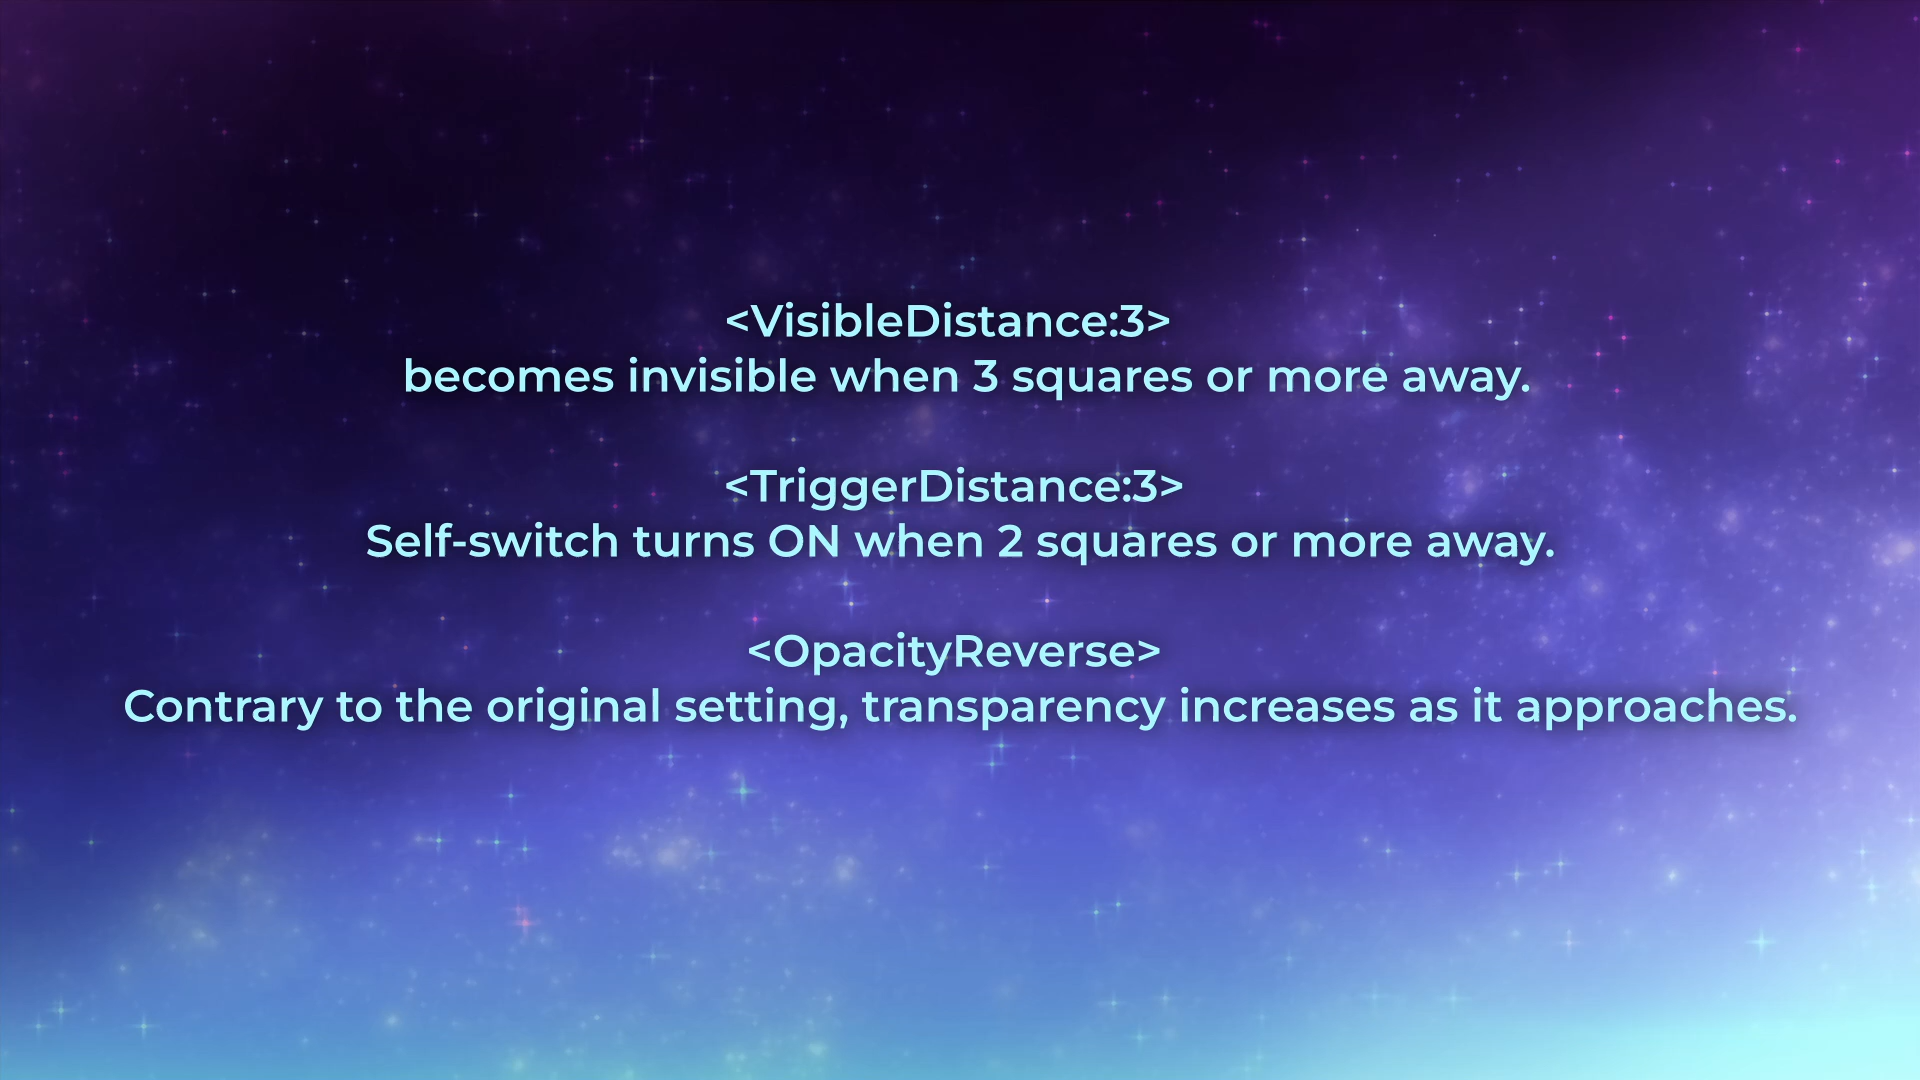 <VisibleDistance:3>
becomes invisible when 3 squares or more away.
<TriggerDistance:3>
Self-switch turns ON when 2 squares or more away.
<OpacityReverse>
Contrary to the original setting, transparency increases as it approaches.